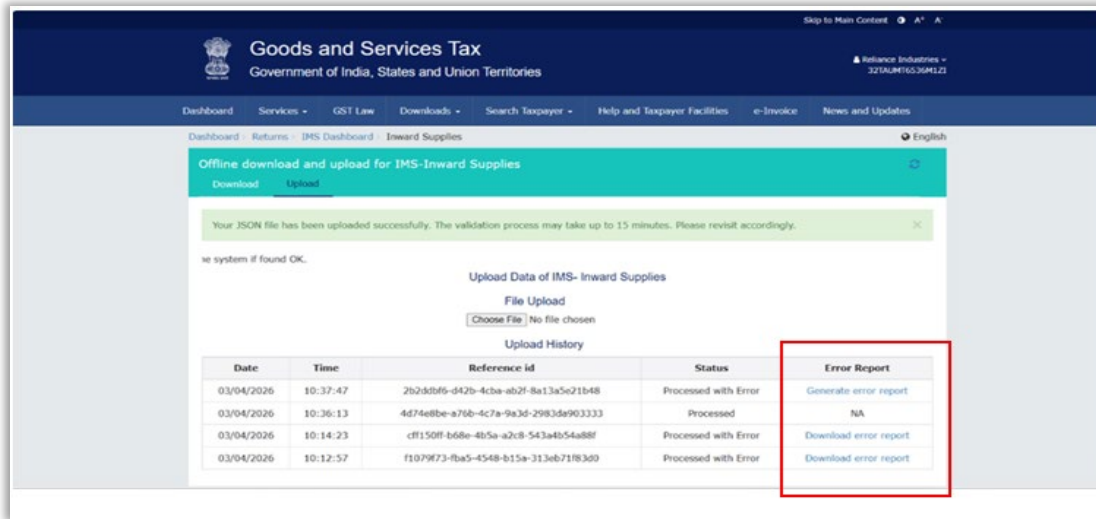 Skip to Main Content A⁺ A⁻
Goods and Services Tax
Government of India, States and Union Territories
Reliance Industries
32TAUMT6536M1ZI
Dashboard Services GST Law Downloads Search Taxpayer Help and Taxpayer Facilities e-Invoice News and Updates
Dashboard Returns IMS Dashboard Inward Supplies English
Offline download and upload for IMS-Inward Supplies
Download Upload
Your JSON file has been uploaded successfully. The validation process may take up to 15 minutes. Please revisit accordingly.
ne system if found OK.
Upload Data of IMS- Inward Supplies
File Upload
Choose File No file chosen
Upload History
Date Time Reference id Status Error Report
03/04/2026 10:37:47 2b2ddbf6-d42b-4cba-ab2f-8a13a5e21b48 Processed with Error Generate error report
03/04/2026 10:36:13 4d74e8be-a76b-4c7a-9a3d-2983da903333 Processed NA
03/04/2026 10:14:23 cff150ff-b68e-4b5a-a2c8-543a4b54a88f Processed with Error Download error report
03/04/2026 10:12:57 f1079f73-fba5-4548-b15a-313eb71f83d0 Processed with Error Download error report